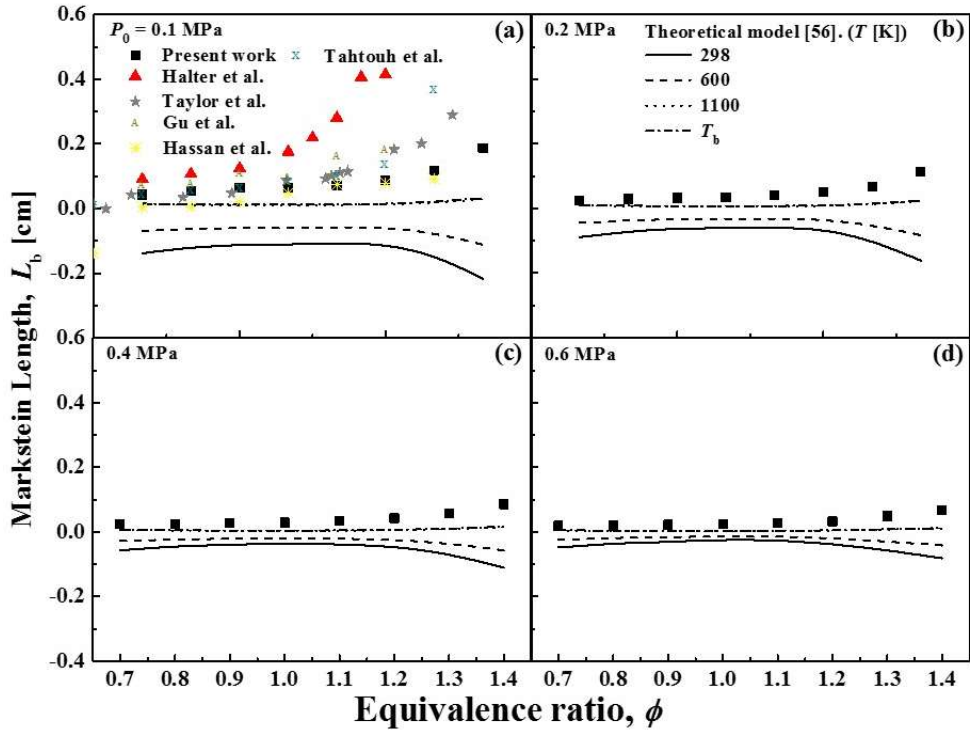 P₀ = 0.1 MPa
(a)
Present work
Tahtouh et al.
Halter et al.
Taylor et al.
Gu et al.
Hassan et al.
0.2 MPa
Theoretical model [56]. (T [K])
(b)
298
600
1100
T_b
0.6
0.4
0.2
0.0
-0.2
0.6
0.4 MPa
(c)
0.6 MPa
(d)
0.4
0.2
0.0
-0.2
-0.4
0.7 0.8 0.9 1.0 1.1 1.2 1.3 1.4
0.7 0.8 0.9 1.0 1.1 1.2 1.3 1.4
Markstein Length, L_b [cm]
Equivalence ratio, ϕ